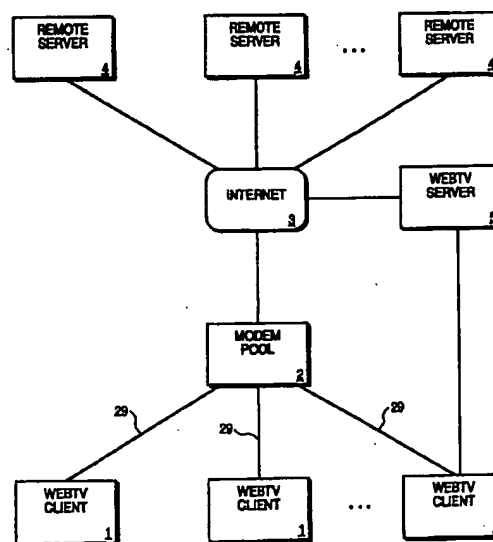 REMOTE
SERVER
4
REMOTE
SERVER
4
...
REMOTE
SERVER
4
INTERNET
3
WEBTV
SERVER
MODEM
POOL
2
29
29
29
WEBTV
CLIENT
1
WEBTV
CLIENT
1
...
WEBTV
CLIENT